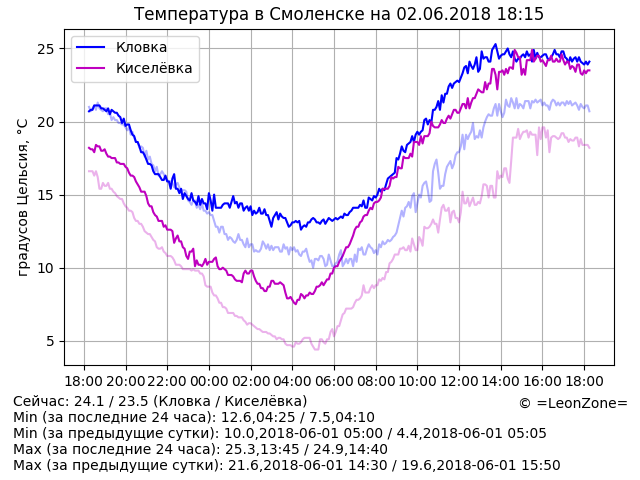 Температура в Смоленске на 02.06.2018 18:15
градусов Цельсия, °C
25
20
15
10
5
Кловка
Киселёвка
18:00 20:00 22:00 00:00 02:00 04:00 06:00 08:00 10:00 12:00 14:00 16:00 18:00
Сейчас: 24.1 / 23.5 (Кловка / Киселёвка)
© =LeonZone=
Min (за последние 24 часа): 12.6,04:25 / 7.5,04:10
Min (за предыдущие сутки): 10.0,2018-06-01 05:00 / 4.4,2018-06-01 05:05
Max (за последние 24 часа): 25.3,13:45 / 24.9,14:40
Max (за предыдущие сутки): 21.6,2018-06-01 14:30 / 19.6,2018-06-01 15:50